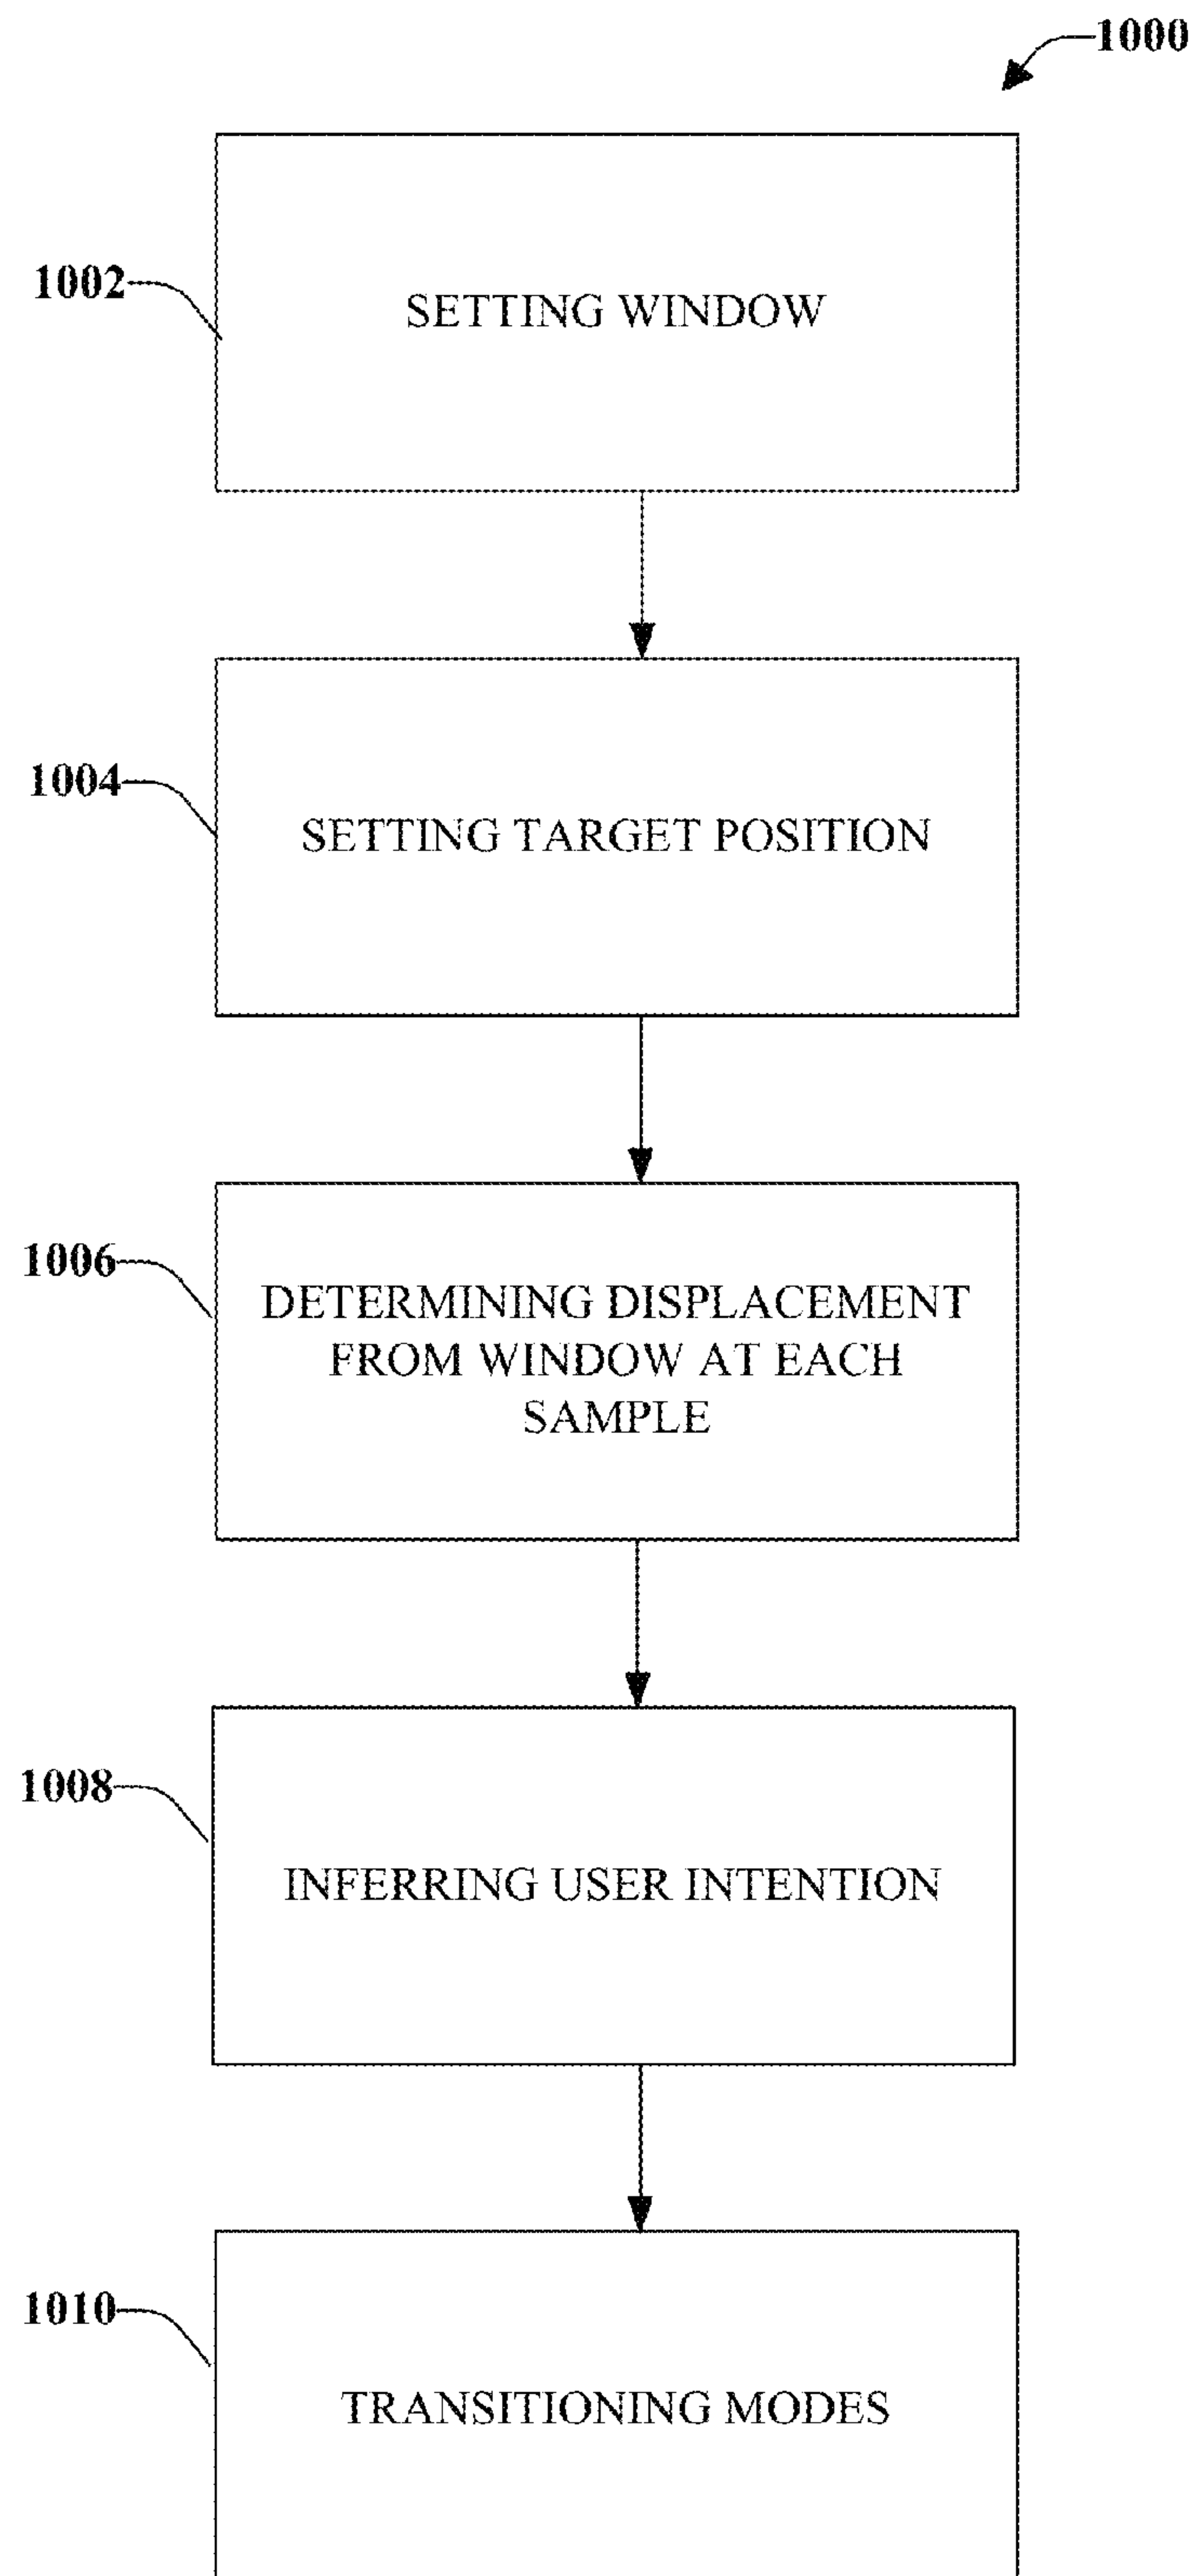 1000
1002
SETTING WINDOW
1004
SETTING TARGET POSITION
1006
DETERMINING DISPLACEMENT
FROM WINDOW AT EACH
SAMPLE
1008
INFERRING USER INTENTION
1010
TRANSITIONING MODES